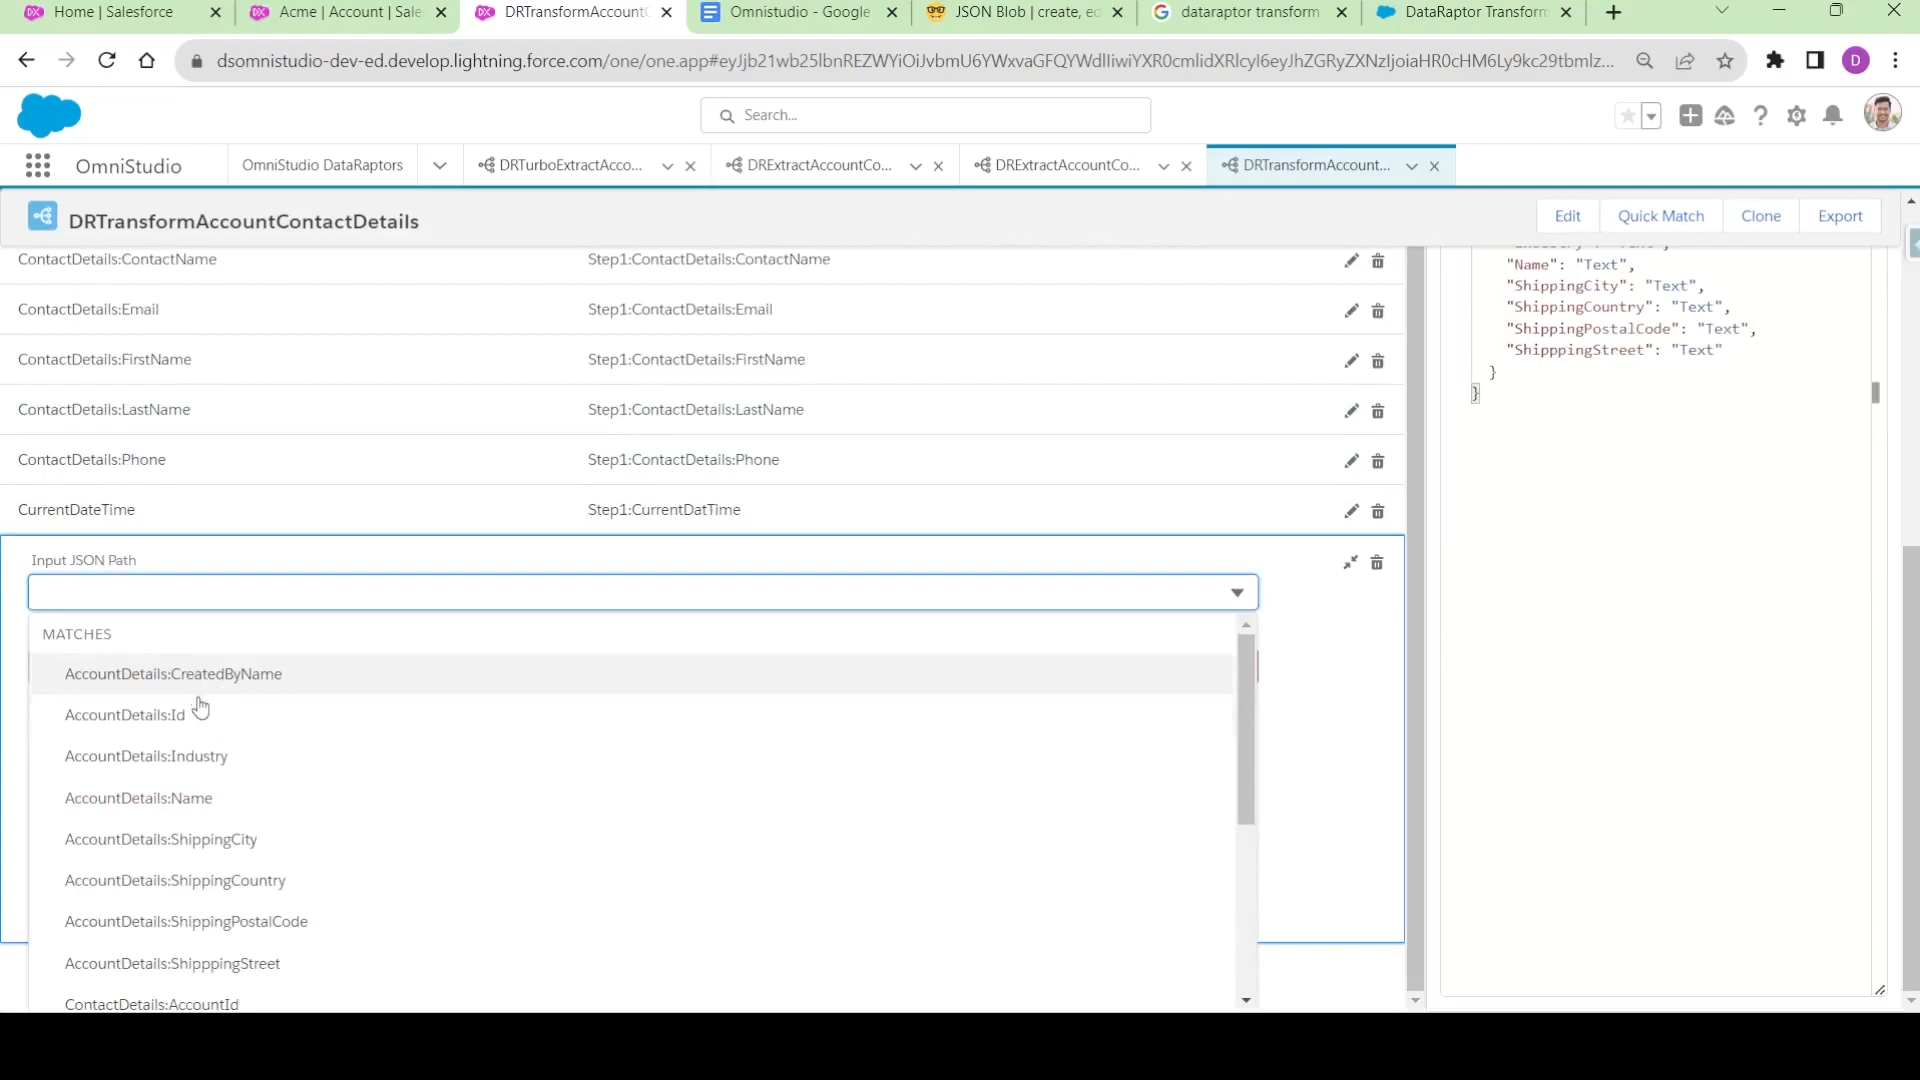 Home | Salesforce
Acme | Account | Sale
DRTransformAccount
Omnistudio - Google
JSON Blob | create, e
dataraptor transform
DataRaptor Transform
dsomnistudio-dev-ed.develop.lightning.force.com/one/one.app#
Search...
OmniStudio
OmniStudio DataRaptors
DRTurboExtractAcco...
DRExtractAccountCo...
DRExtractAccountCo...
DRTransformAccount...
DRTransformAccountContactDetails
Edit
Quick Match
Clone
Export
ContactDetails:ContactName
Step1:ContactDetails:ContactName
ContactDetails:Email
Step1:ContactDetails:Email
ContactDetails:FirstName
Step1:ContactDetails:FirstName
ContactDetails:LastName
Step1:ContactDetails:LastName
ContactDetails:Phone
Step1:ContactDetails:Phone
CurrentDateTime
Step1:CurrentDatTime
Input JSON Path
MATCHES
AccountDetails:CreatedByName
AccountDetails:Id
AccountDetails:Industry
AccountDetails:Name
AccountDetails:ShippingCity
AccountDetails:ShippingCountry
AccountDetails:ShippingPostalCode
AccountDetails:ShipppingStreet
ContactDetails:AccountId
"Name": "Text",
"ShippingCity": "Text",
"ShippingCountry": "Text",
"ShippingPostalCode": "Text",
"ShipppingStreet": "Text"
}
}
D